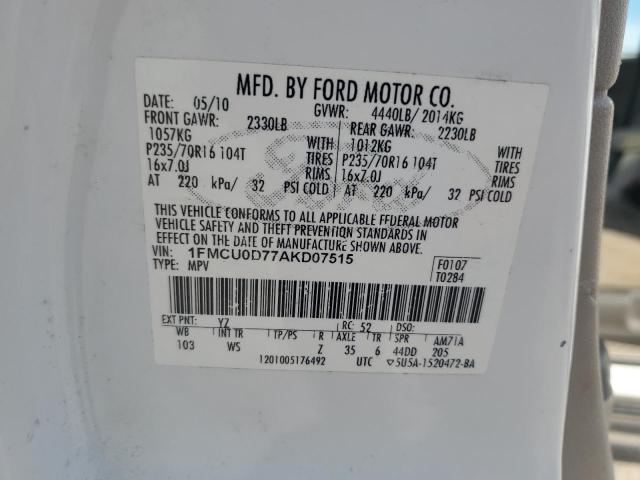 MFD. BY FORD MOTOR CO.
DATE: 05/10 GVWR: 4440LB/ 2014KG
FRONT GAWR: 2330LB REAR GAWR: 2230LB
1057KG WITH 1012KG WITH
P235/70R16 104T TIRES P235/70R16 104T TIRES
16x7.0J RIMS 16x7.0J RIMS
AT 220 kPa/ 32 PSI COLD AT 220 kPa/ 32 PSI COLD
THIS VEHICLE CONFORMS TO ALL APPLICABLE FEDERAL MOTOR
VEHICLE SAFETY AND THEFT PREVENTION STANDARDS IN
EFFECT ON THE DATE OF MANUFACTURE SHOWN ABOVE.
VIN: 1FMCU0D77AKD07515 F0107
TYPE: MPV T0284
EXT PNT: YZ RC: 52 DSO:
WB INT TR TP/PS R AXLE TR SPR AM71A
103 WS Z 35 6 44DD 205
1201005176492 UTC ▽5U5A-1520472-BA
Ford